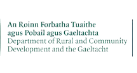 An Roinn Forbartha Tuaithe
agus Pobail agus Gaeltachta
Department of Rural and Community
Development and the Gaeltacht